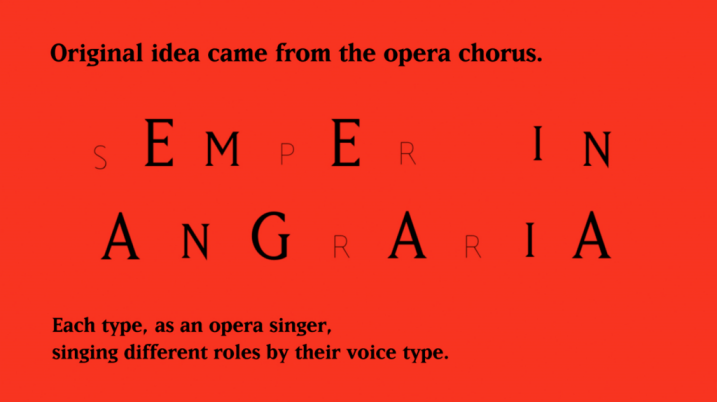 Original idea came from the opera chorus.
SEMPER IN
ANGRARIA
Each type, as an opera singer,
singing different roles by their voice type.